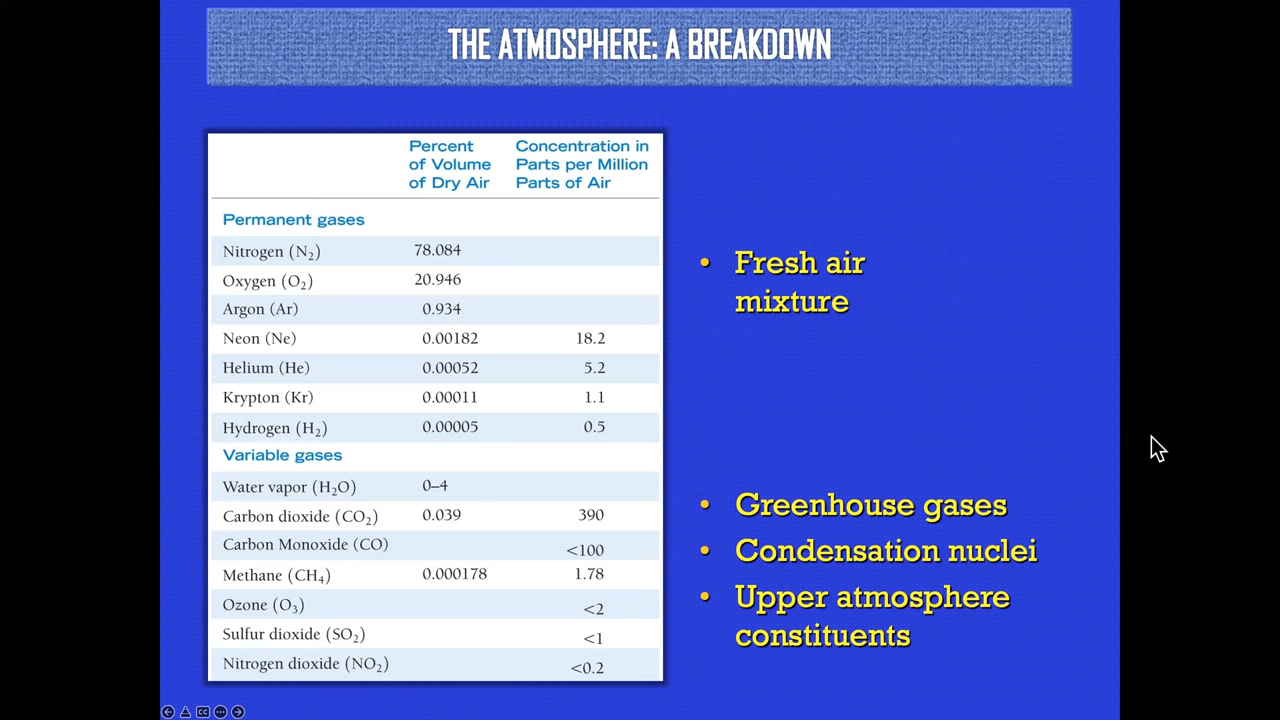 THE ATMOSPHERE: A BREAKDOWN
Percent of Volume of Dry Air
Concentration in Parts per Million Parts of Air
Permanent gases
Nitrogen (N₂) 78.084
Oxygen (O₂) 20.946
Argon (Ar) 0.934
Neon (Ne) 0.00182 18.2
Helium (He) 0.00052 5.2
Krypton (Kr) 0.00011 1.1
Hydrogen (H₂) 0.00005 0.5
Variable gases
Water vapor (H₂O) 0–4
Carbon dioxide (CO₂) 0.039 390
Carbon Monoxide (CO) <100
Methane (CH₄) 0.000178 1.78
Ozone (O₃) <2
Sulfur dioxide (SO₂) <1
Nitrogen dioxide (NO₂) <0.2
• Fresh air
mixture
• Greenhouse gases
• Condensation nuclei
• Upper atmosphere
constituents